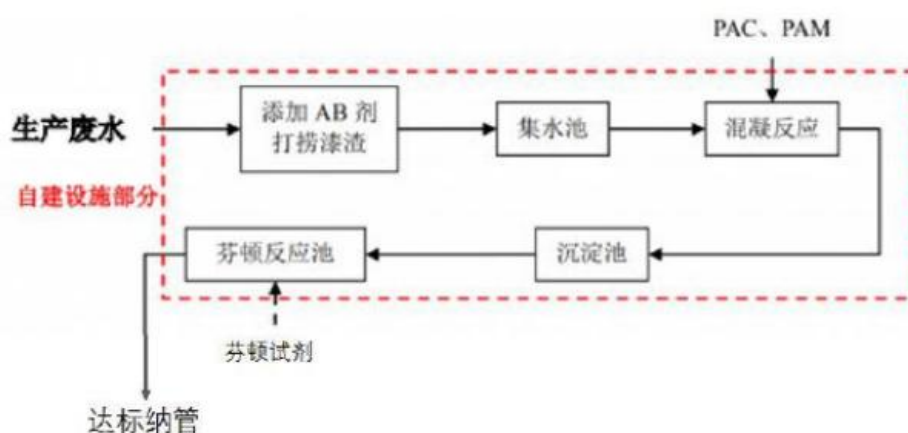 PAC、PAM
生产废水
添加 AB 剂
打捞漆渣
集水池
混凝反应
自建设施部分
芬顿反应池
沉淀池
芬顿试剂
达标纳管